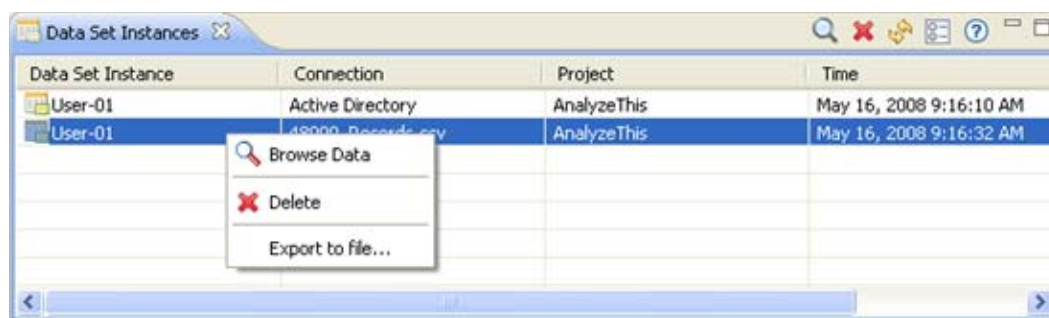 Data Set Instances
Data Set Instance Connection Project Time
User-01 Active Directory AnalyzeThis May 16, 2008 9:16:10 AM
User-01 AnalyzeThis May 16, 2008 9:16:32 AM
Browse Data
Delete
Export to file...